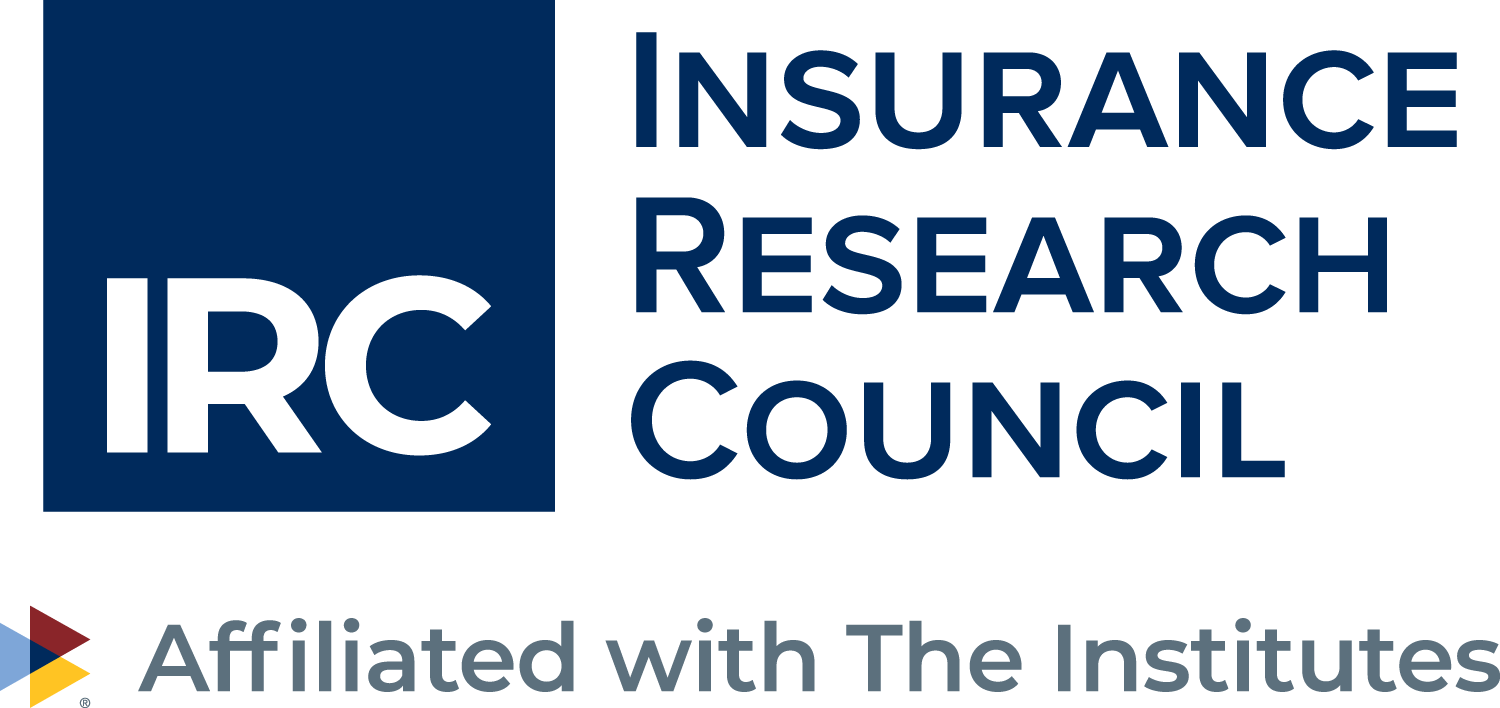 IRC
INSURANCE
RESEARCH
COUNCIL
® Affiliated with The Institutes